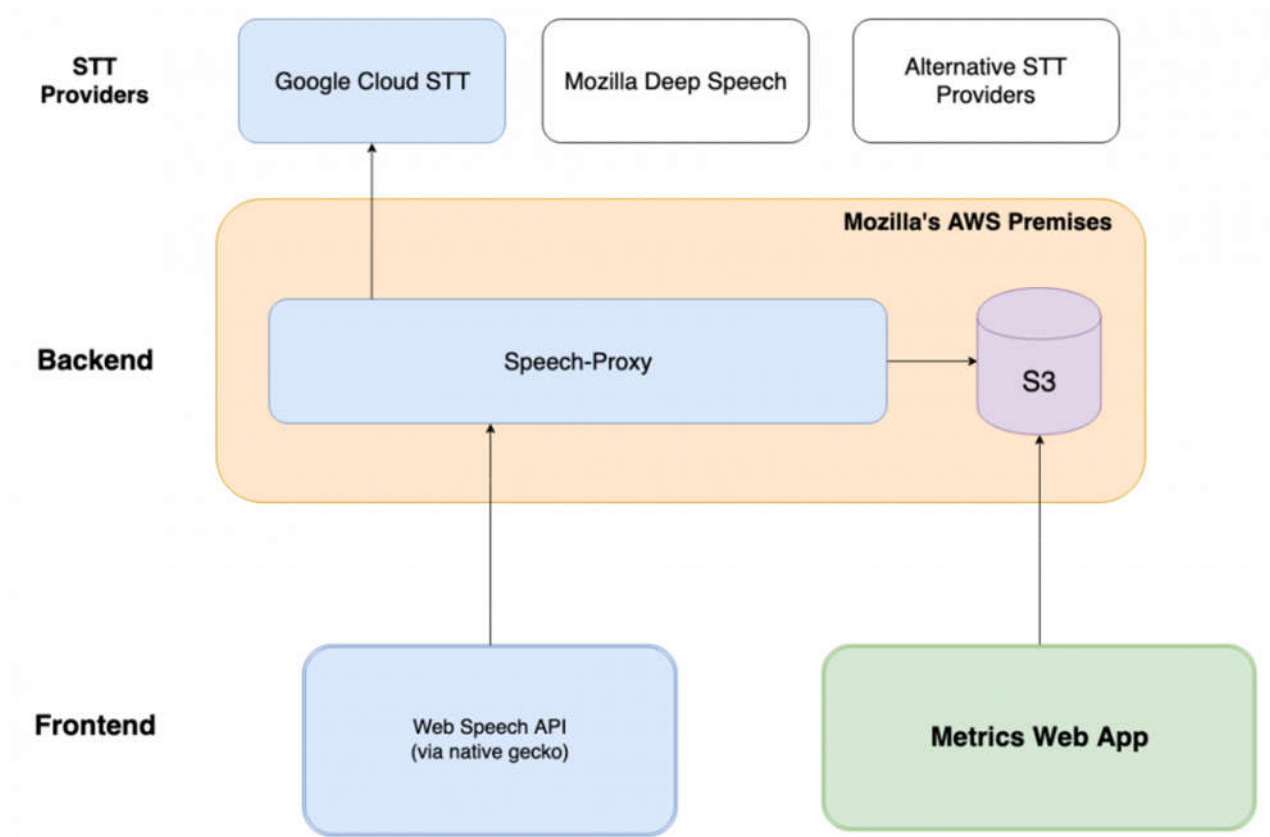 STT
Providers
Google Cloud STT
Mozilla Deep Speech
Alternative STT
Providers
Mozilla's AWS Premises
Backend
Speech-Proxy
S3
Frontend
Web Speech API
(via native gecko)
Metrics Web App